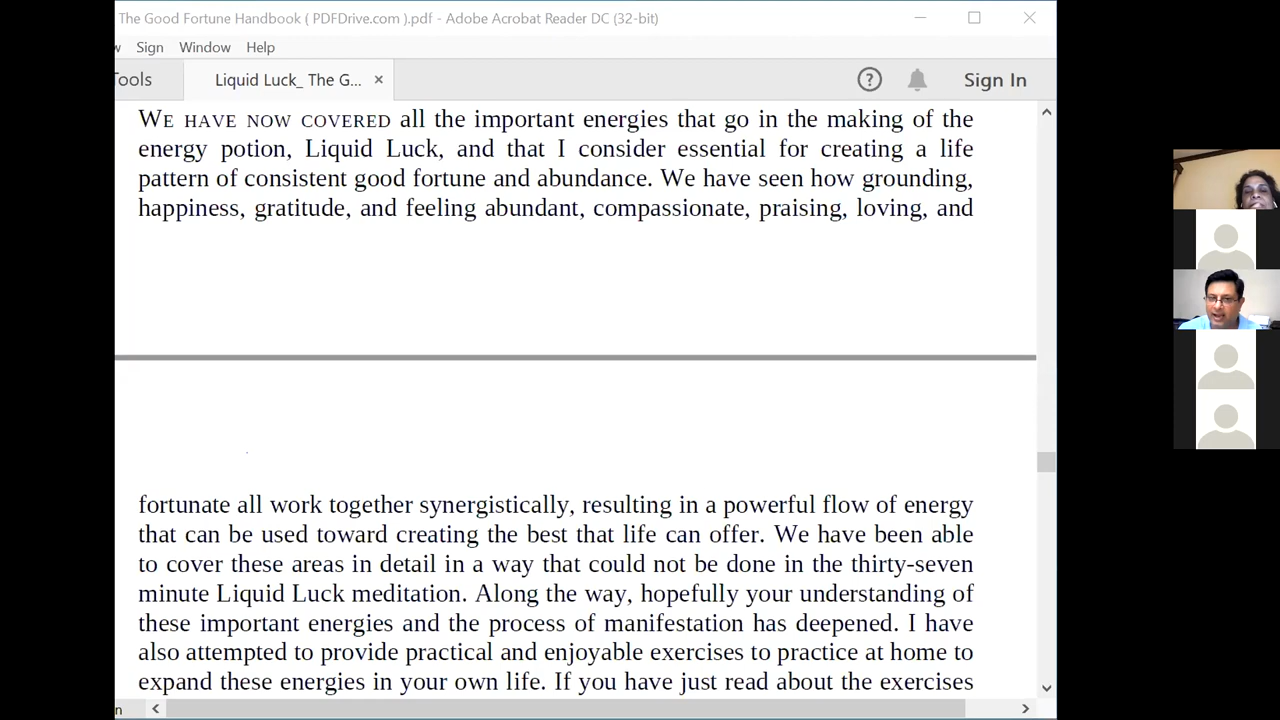 The Good Fortune Handbook ( PDFDrive.com ).pdf - Adobe Acrobat Reader DC (32-bit)
w Sign Window Help
Tools Liquid Luck_ The G... × ? Sign In
WE HAVE NOW COVERED all the important energies that go in the making of the
energy potion, Liquid Luck, and that I consider essential for creating a life
pattern of consistent good fortune and abundance. We have seen how grounding,
happiness, gratitude, and feeling abundant, compassionate, praising, loving, and
fortunate all work together synergistically, resulting in a powerful flow of energy
that can be used toward creating the best that life can offer. We have been able
to cover these areas in detail in a way that could not be done in the thirty-seven
minute Liquid Luck meditation. Along the way, hopefully your understanding of
these important energies and the process of manifestation has deepened. I have
also attempted to provide practical and enjoyable exercises to practice at home to
expand these energies in your own life. If you have just read about the exercises
n